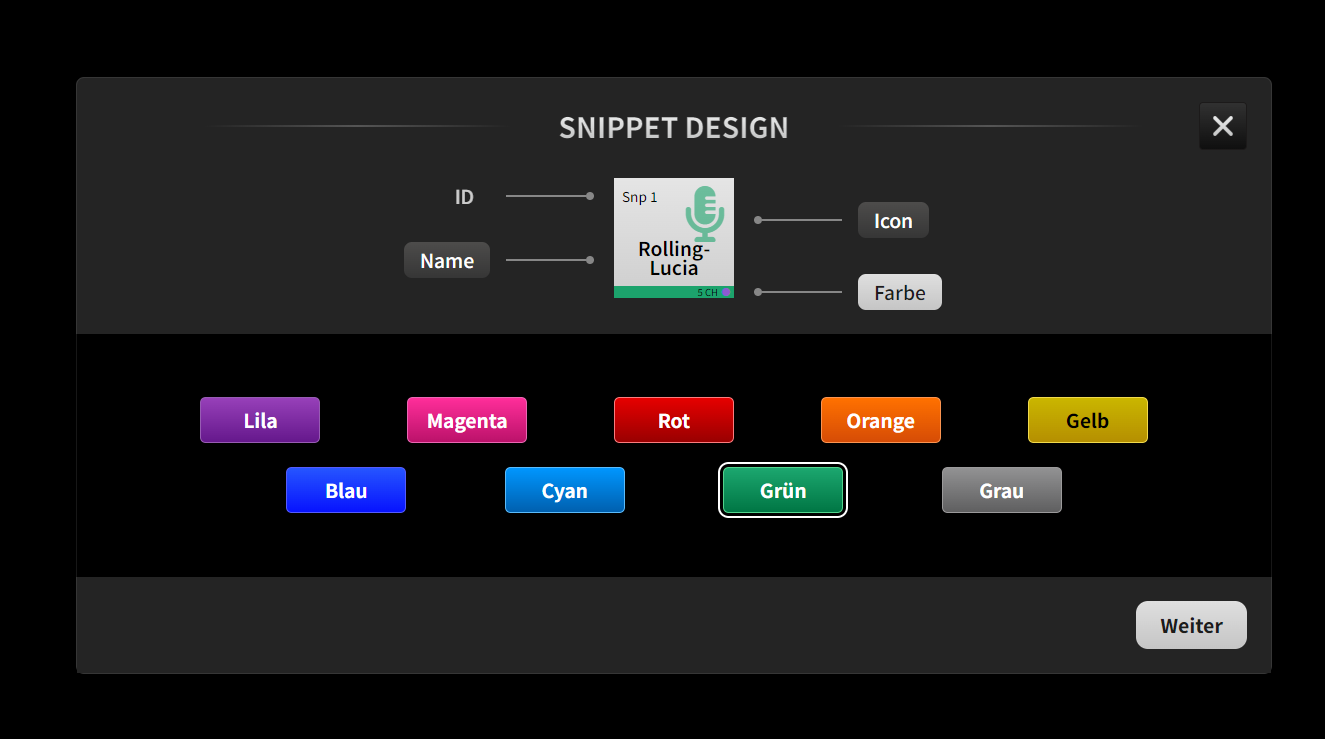 SNIPPET DESIGN
ID
Snp 1
Icon
Name
Rolling-
Lucia
Farbe
5 CH
Lila
Magenta
Rot
Orange
Gelb
Blau
Cyan
Grün
Grau
Weiter